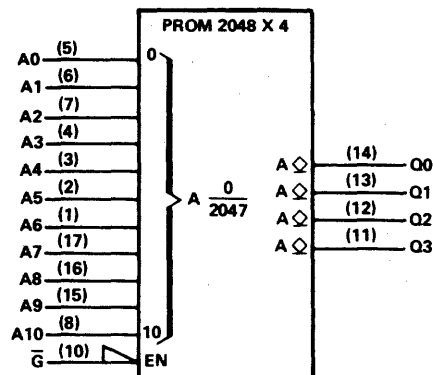 PROM 2048 X 4
A0 (5) 0
A1 (6)
A2 (7)
A3 (4)
A4 (3)
A5 (2)
A6 (1)
A7 (17)
A8 (16)
A9 (15)
A10 (8) 10
G̅ (10) EN
A 0/2047
A (14) Q0
A (13) Q1
A (12) Q2
A (11) Q3